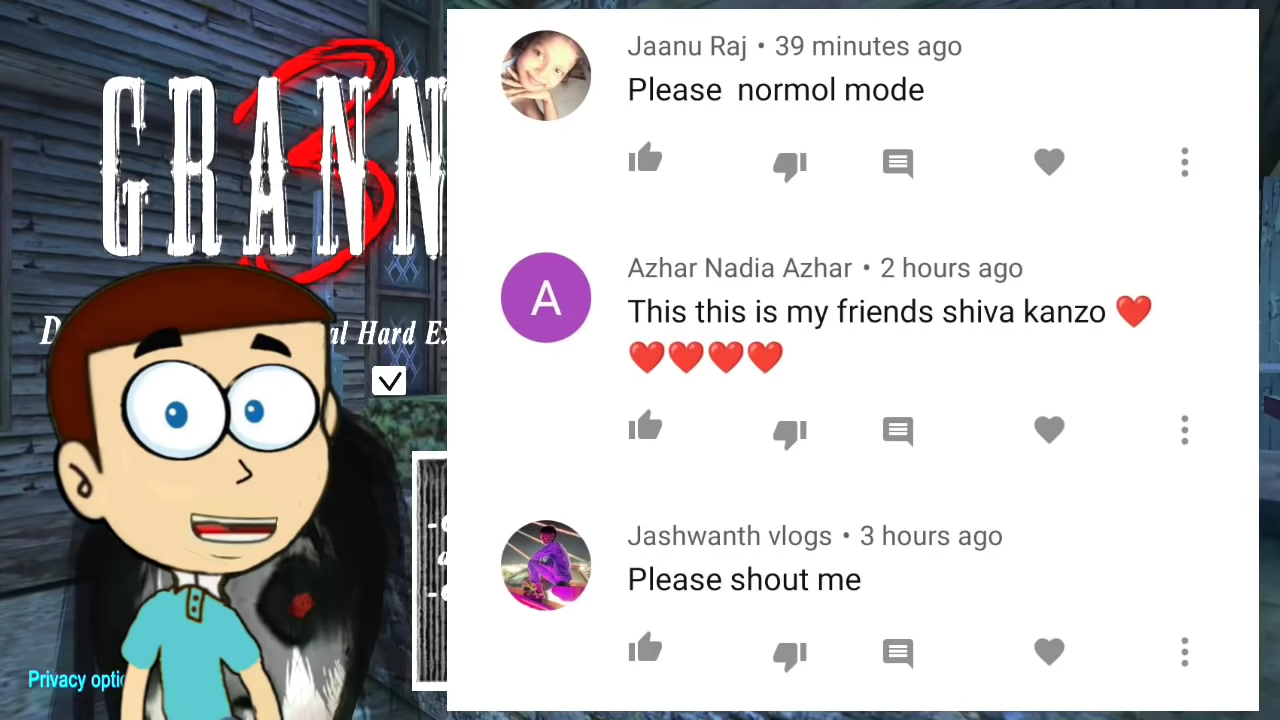 GRANN
3
Jaanu Raj • 39 minutes ago
Please normol mode
Azhar Nadia Azhar • 2 hours ago
This this is my friends shiva kanzo ❤️
❤️❤️❤️❤️
al Hard Ex
A
Jashwanth vlogs • 3 hours ago
Please shout me
Privacy optio